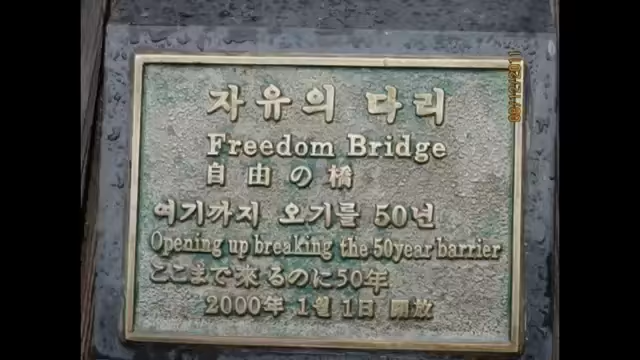 자유의 다리
Freedom Bridge
自由の橋
여기까지 오기를 50년
Opening up breaking the 50year barrier
ここまで来るのに50年
2000年 1월 1日 開放